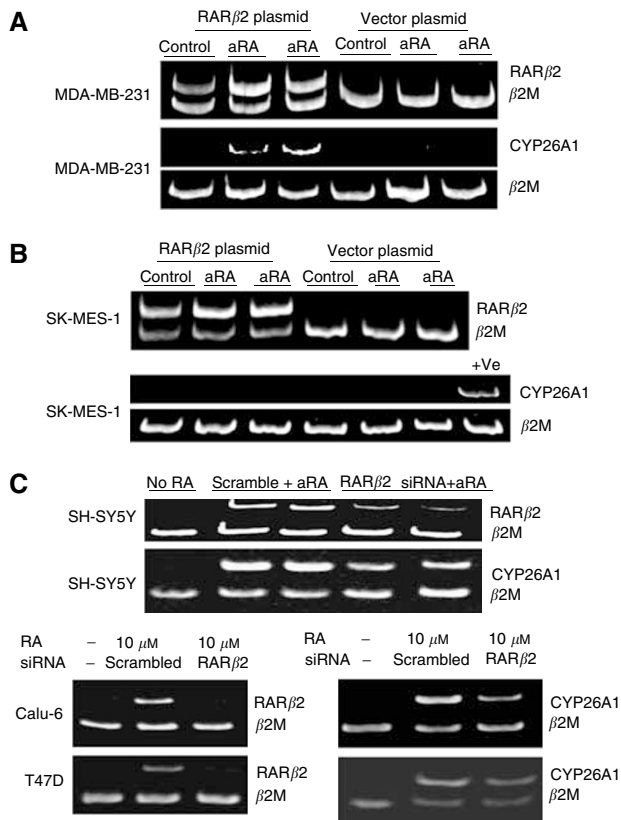 A
RARβ2 plasmid Vector plasmid
Control aRA aRA Control aRA aRA
MDA-MB-231
RARβ2
β2M
MDA-MB-231
CYP26A1
β2M
B
RARβ2 plasmid Vector plasmid
Control aRA aRA Control aRA aRA
SK-MES-1
RARβ2
β2M
+Ve
SK-MES-1
CYP26A1
β2M
C
No RA Scramble + aRA RARβ2 siRNA+aRA
SH-SY5Y
RARβ2
β2M
SH-SY5Y
CYP26A1
β2M
RA – 10 μM 10 μM
siRNA – Scrambled RARβ2
Calu-6
RARβ2
β2M
T47D
RARβ2
β2M
RA – 10 μM 10 μM
siRNA – Scrambled RARβ2
CYP26A1
β2M
CYP26A1
β2M